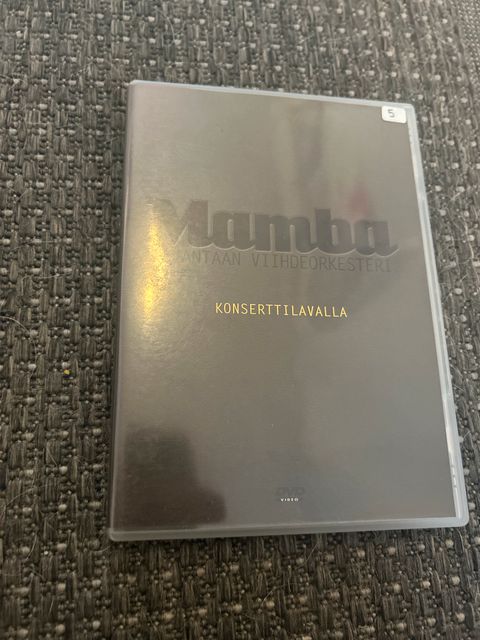 5
Mamba
VANTAAN VIIHDEORKESTERI
KONSERTTILAVALLA
DVD
VIDEO